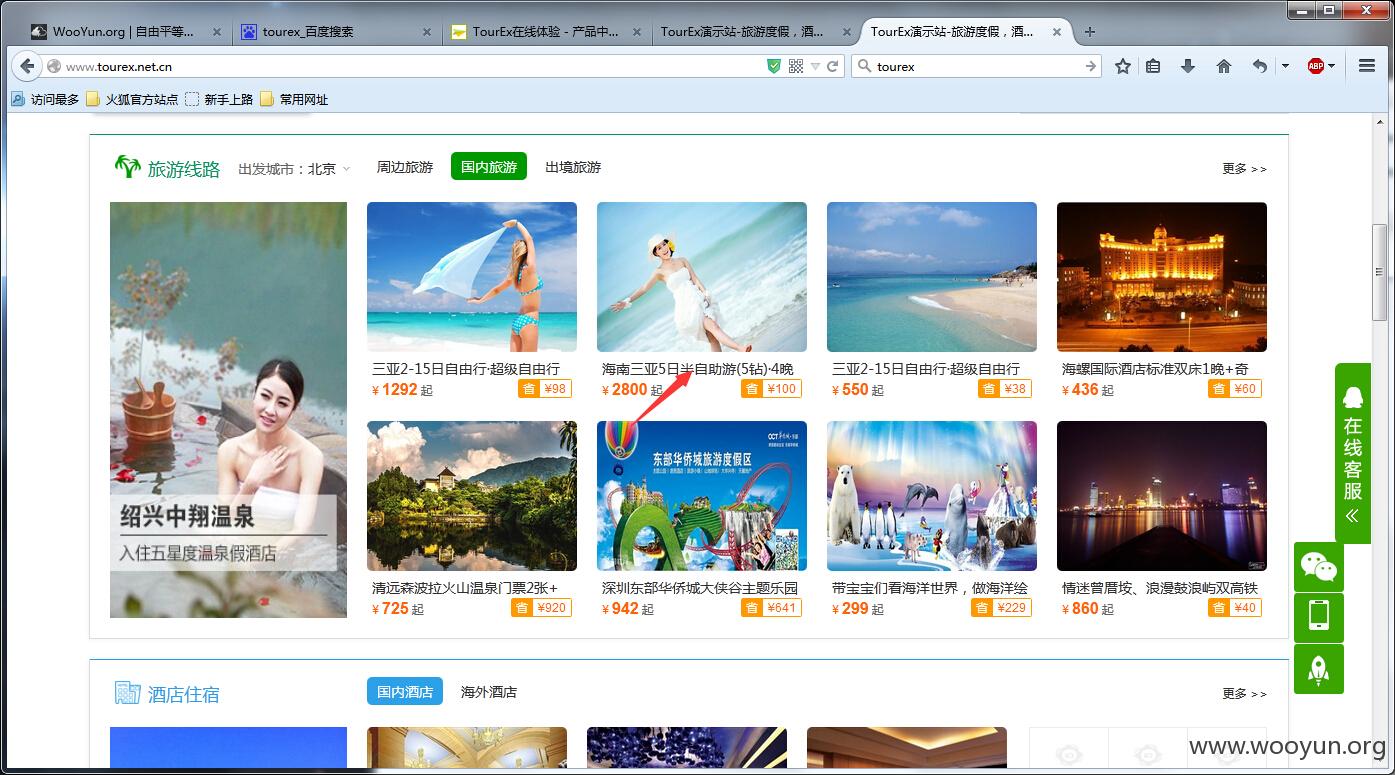 WooYun.org | 自由平等...
tourex_百度搜索
TourEx在线体验 - 产品中...
TourEx演示站-旅游度假，酒...
TourEx演示站-旅游度假，酒...
www.tourex.net.cn
tourex
ABP
访问最多
火狐官方站点
新手上路
常用网址
旅游线路
出发城市：北京
周边旅游
国内旅游
出境旅游
更多 >>
三亚2-15日自由行·超级自由行
¥ 1292 起
省 ¥98
海南三亚5日半自助游(5钻)·4晚
¥ 2800 起
省 ¥100
三亚2-15日自由行·超级自由行
¥ 550 起
省 ¥38
海螺国际酒店标准双床1晚+奇
¥ 436 起
省 ¥60
绍兴中翔温泉
入住五星度温泉假酒店
东部华侨城旅游度假区
清远森波拉火山温泉门票2张+
¥ 725 起
省 ¥920
深圳东部华侨城大侠谷主题乐园
¥ 942 起
省 ¥641
带宝宝们看海洋世界，做海洋绘
¥ 299 起
省 ¥229
情迷曾厝垵、浪漫鼓浪屿双高铁
¥ 860 起
省 ¥40
在线客服
酒店住宿
国内酒店
海外酒店
更多 >>
www.wooyun.org